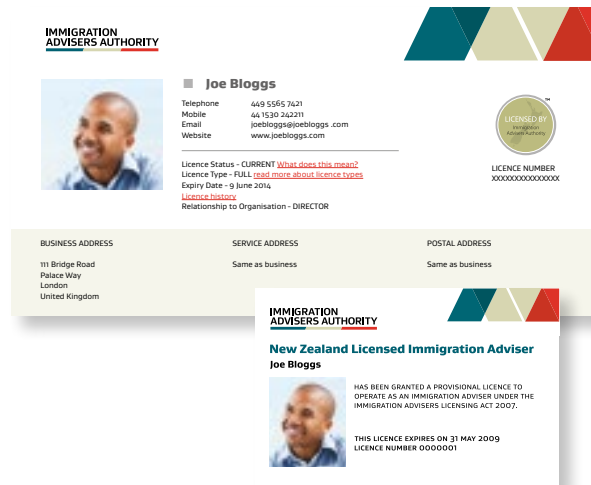 IMMIGRATION
ADVISERS AUTHORITY
Joe Bloggs
Telephone 449 5565 7421
Mobile 44 1530 242211
Email joebloggs@joebloggs .com
Website www.joebloggs.com
LICENSED BY
Immigration
Advisers Authority
TM
Licence Status - CURRENT What does this mean?
Licence Type - FULL read more about licence types
Expiry Date - 9 June 2014
Licence history
Relationship to Organisation - DIRECTOR
LICENCE NUMBER
XXXXXXXXXXXXXXX
BUSINESS ADDRESS
111 Bridge Road
Palace Way
London
United Kingdom
SERVICE ADDRESS
Same as business
POSTAL ADDRESS
Same as business
IMMIGRATION
ADVISERS AUTHORITY
New Zealand Licensed Immigration Adviser
Joe Bloggs
HAS BEEN GRANTED A PROVISIONAL LICENCE TO
OPERATE AS AN IMMIGRATION ADVISER UNDER THE
IMMIGRATION ADVISERS LICENSING ACT 2007.
THIS LICENCE EXPIRES ON 31 MAY 2009
LICENCE NUMBER 0000001